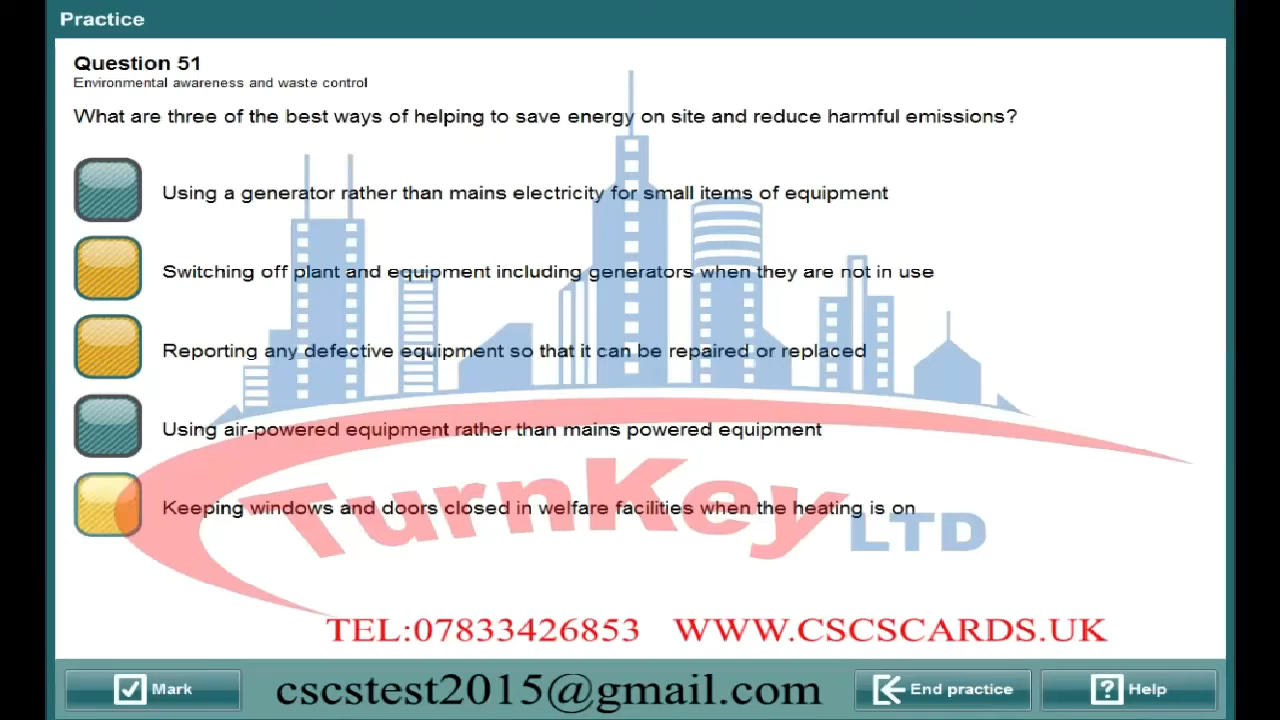 Practice
Question 51
Environmental awareness and waste control
What are three of the best ways of helping to save energy on site and reduce harmful emissions?
Using a generator rather than mains electricity for small items of equipment
Switching off plant and equipment including generators when they are not in use
Reporting any defective equipment so that it can be repaired or replaced
Using air-powered equipment rather than mains powered equipment
Keeping windows and doors closed in welfare facilities when the heating is on
TurnKey LTD
TEL:07833426853 WWW.CSCSCARDS.UK
Mark
cscstest2015@gmail.com
End practice
Help